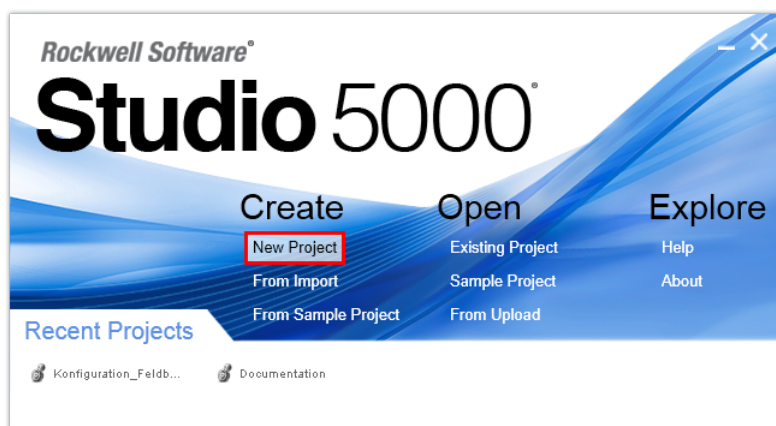 Rockwell Software®
Studio 5000®
Create Open Explore
New Project Existing Project Help
From Import Sample Project About
From Sample Project From Upload
Recent Projects
Konfiguration_Feldb... Documentation